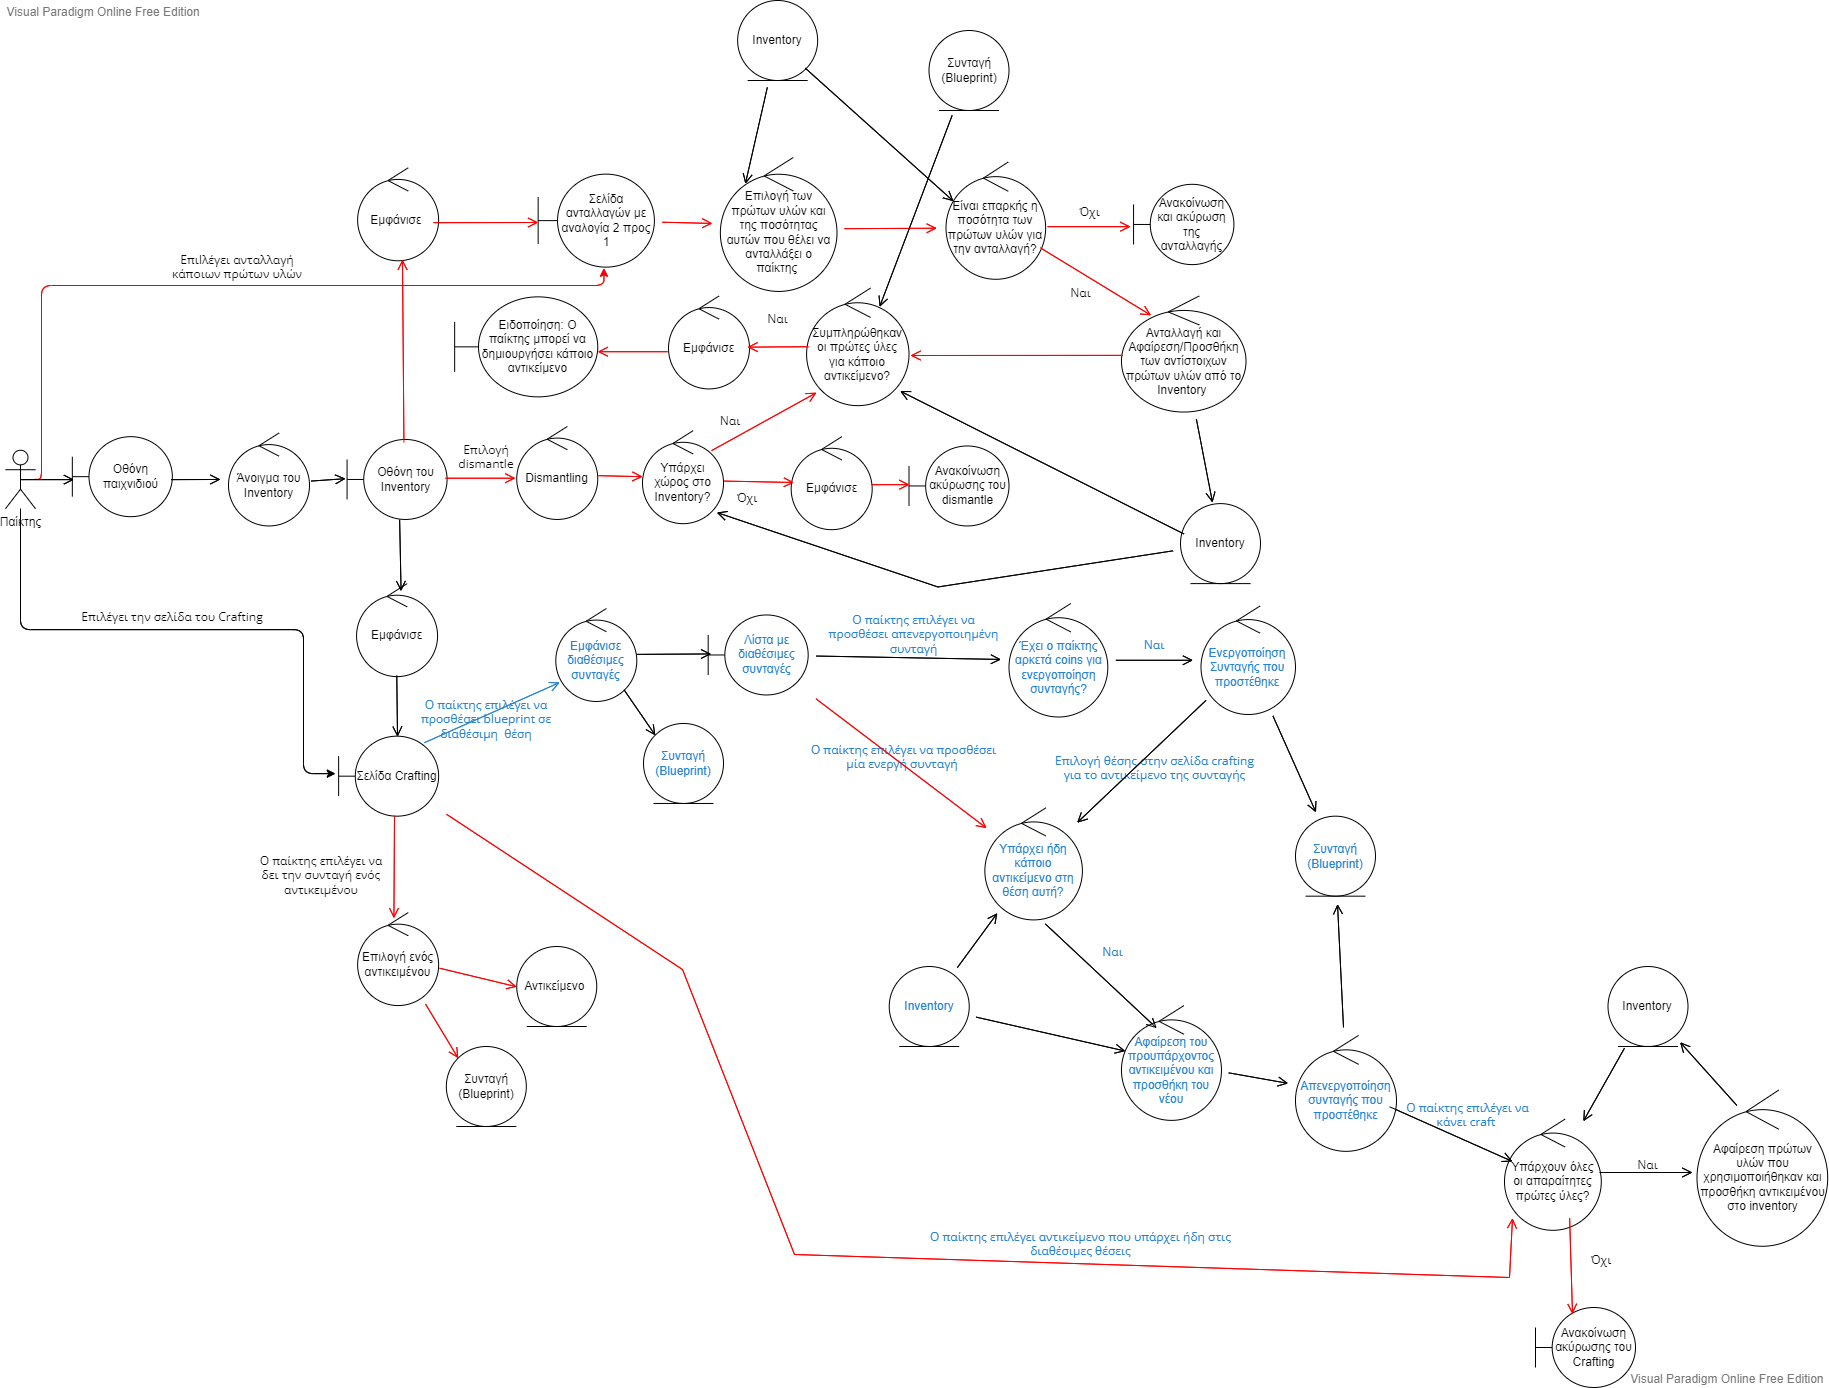 Visual Paradigm Online Free Edition
Inventory
Συνταγή
(Blueprint)
Εμφάνισε
Σελίδα
ανταλλαγών με
αναλογία 2 προς
1
Επιλογή των
πρώτων υλών και
της ποσότητας
αυτών που θέλει να
ανταλλάξει ο
παίκτης
Είναι επαρκής η
ποσότητα των
πρώτων υλών για
την ανταλλαγή?
Όχι
Ανακοίνωση
και ακύρωση
της
ανταλλαγής
Επιλλέγει ανταλλαγή
κάποιων πρώτων υλών
Ναι
Ειδοποίηση: Ο
παίκτης μπορεί να
δημιουργήσει κάποιο
αντικείμενο
Εμφάνισε
Ναι
Συμπληρώθηκαν
οι πρώτες ύλες
για κάποιο
αντικείμενο?
Ανταλλαγή και
Αφαίρεση/Προσθήκη
των αντίστοιχων
πρώτων υλών από το
Inventory
Παίκτης
Οθόνη
παιχνιδιού
Άνοιγμα του
Inventory
Οθόνη του
Inventory
Επιλογή
dismantle
Dismantling
Υπάρχει
χώρος στο
Inventory?
Ναι
Όχι
Εμφάνισε
Ανακοίνωση
ακύρωσης του
dismantle
Inventory
Επιλέγει την σελίδα του Crafting
Εμφάνισε
Εμφάνισε
διαθέσιμες
συνταγές
Λίστα με
διαθέσιμες
συνταγές
Ο παίκτης επιλέγει να
προσθέσει απενεργοποιημένη
συνταγή
Έχει ο παίκτης
αρκετά coins για
ενεργοποίηση
συνταγής?
Ναι
Ενεργοποίηση
Συνταγής που
προστέθηκε
Ο παίκτης επιλέγει να
προσθέσει blueprint σε
διαθέσιμη θέση
Συνταγή
(Blueprint)
Ο παίκτης επιλέγει να προσθέσει
μία ενεργή συνταγή
Επιλογή θέσης στην σελίδα crafting
για το αντικείμενο της συνταγής
Σελίδα Crafting
Ο παίκτης επιλέγει να
δει την συνταγή ενός
αντικειμένου
Υπάρχει ήδη
κάποιο
αντικείμενο στη
θέση αυτή?
Συνταγή
(Blueprint)
Επιλογή ενός
αντικειμένου
Αντικείμενο
Συνταγή
(Blueprint)
Inventory
Ναι
Αφαίρεση του
προυπάρχοντος
αντικειμένου και
προσθήκη του
νέου
Απενεργοποίηση
συνταγής που
προστέθηκε
Ο παίκτης επιλέγει να
κάνει craft
Inventory
Υπάρχουν όλες
οι απαραίτητες
πρώτες ύλες?
Ναι
Αφαίρεση πρώτων
υλών που
χρησιμοποιήθηκαν και
προσθήκη αντικειμένου
στο inventory
Ο παίκτης επιλέγει αντικείμενο που υπάρχει ήδη στις
διαθέσιμες θέσεις
Όχι
Ανακοίνωση
ακύρωσης του
Crafting
Visual Paradigm Online Free Edition